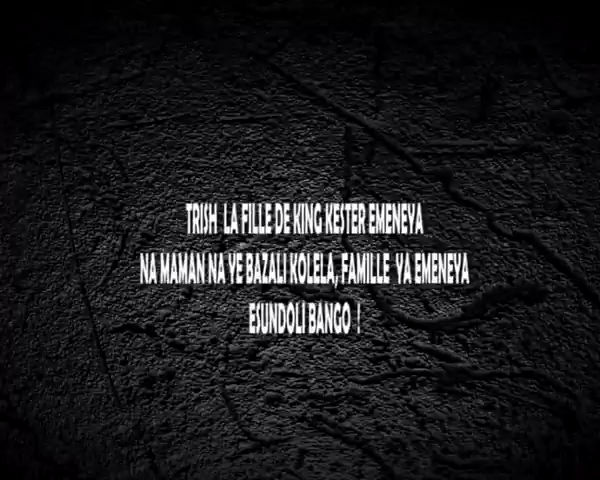 TRISH LA FILLE DE KING KESTER EMENEYA
NA MAMAN NA YE BAZALI KOLELA, FAMILLE YA EMENEYA
ESUNDOLI BANGO !